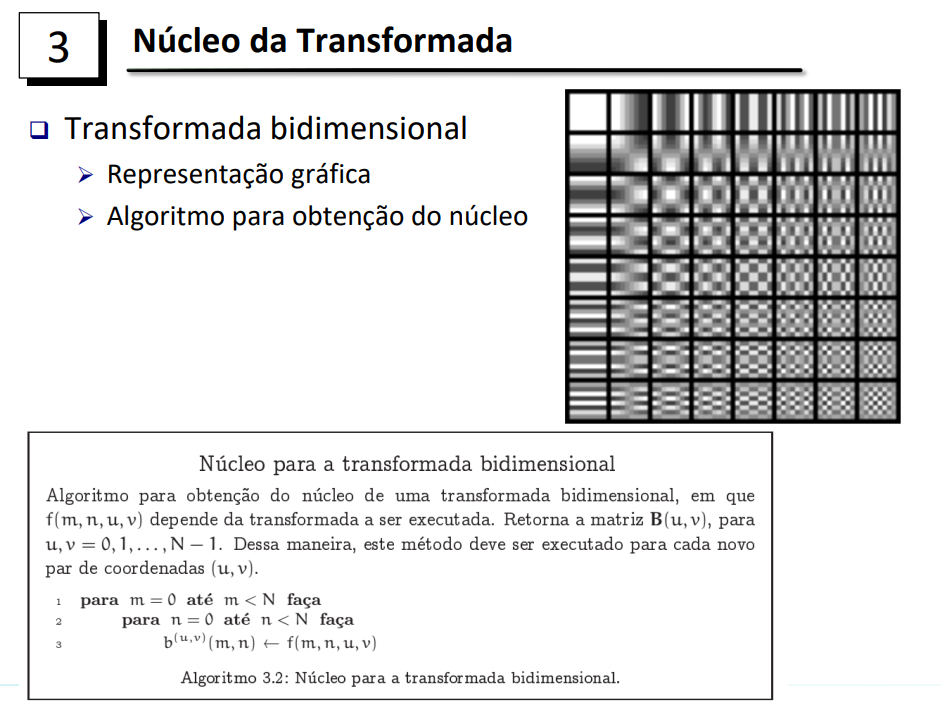 3
Núcleo da Transformada
Transformada bidimensional
Representação gráfica
Algoritmo para obtenção do núcleo
Núcleo para a transformada bidimensional
Algoritmo para obtenção do núcleo de uma transformada bidimensional, em que
f(m, n, u, v) depende da transformada a ser executada. Retorna a matriz B(u, v), para
u, v = 0, 1, . . . , N − 1. Dessa maneira, este método deve ser executado para cada novo
par de coordenadas (u, v).
1 para m = 0 até m < N faça
2 para n = 0 até n < N faça
3 b^(u,v)(m, n) ← f(m, n, u, v)
Algoritmo 3.2: Núcleo para a transformada bidimensional.